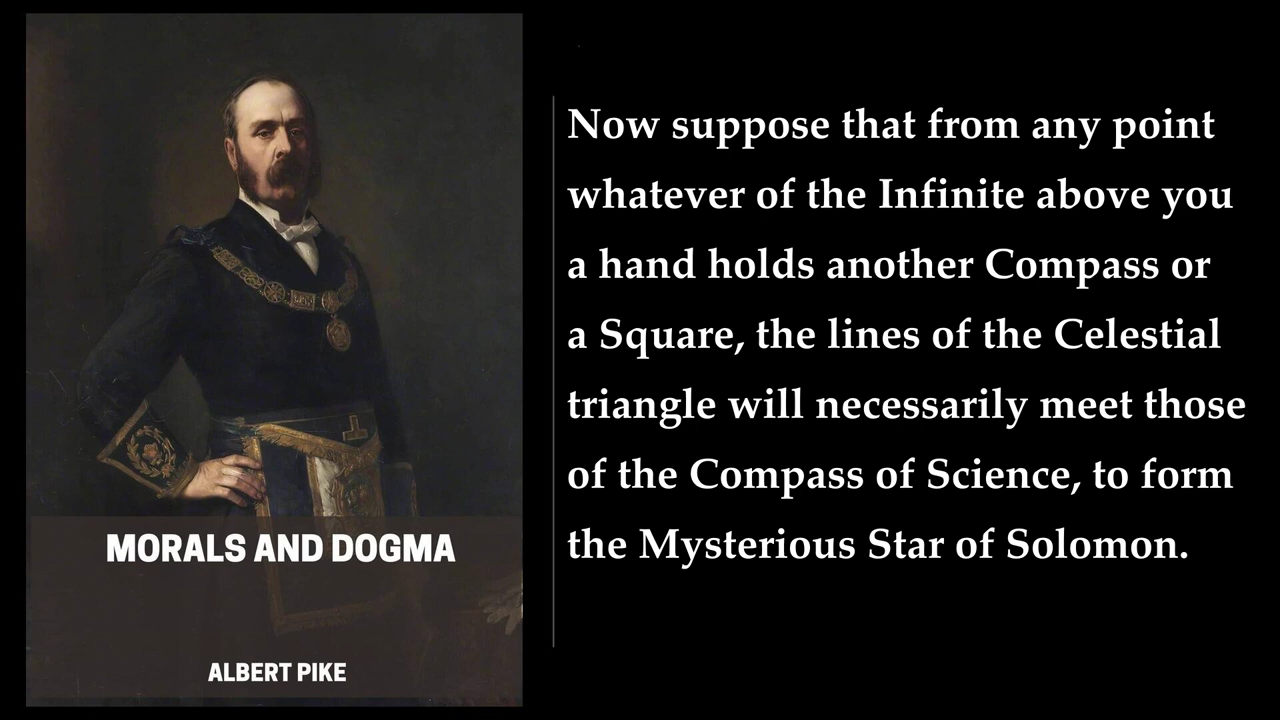 MORALS AND DOGMA
ALBERT PIKE
Now suppose that from any point
whatever of the Infinite above you
a hand holds another Compass or
a Square, the lines of the Celestial
triangle will necessarily meet those
of the Compass of Science, to form
the Mysterious Star of Solomon.